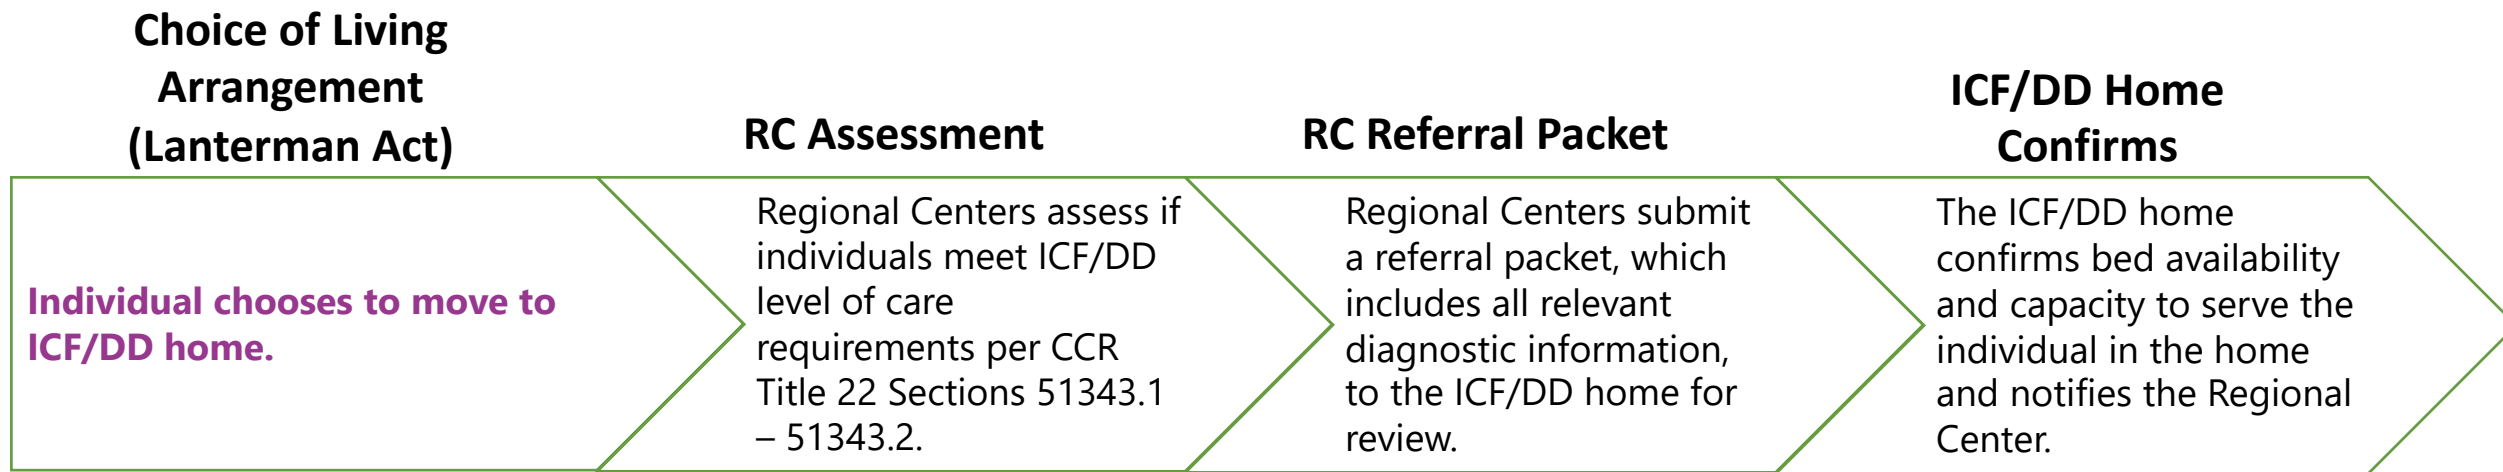 Choice of Living
Arrangement
(Lanterman Act)
Individual chooses to move to
ICF/DD home.
RC Assessment
Regional Centers assess if
individuals meet ICF/DD
level of care
requirements per CCR
Title 22 Sections 51343.1
– 51343.2.
RC Referral Packet
Regional Centers submit
a referral packet, which
includes all relevant
diagnostic information,
to the ICF/DD home for
review.
ICF/DD Home
Confirms
The ICF/DD home
confirms bed availability
and capacity to serve the
individual in the home
and notifies the Regional
Center.